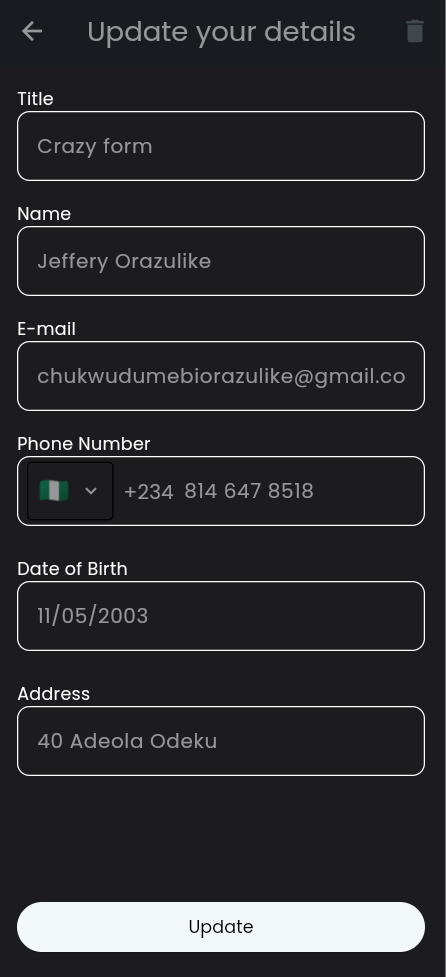 Update your details
Title
Crazy form
Name
Jeffery Orazulike
E-mail
chukwudumebiorazulike@gmail.co
Phone Number
+234 814 647 8518
Date of Birth
11/05/2003
Address
40 Adeola Odeku
Update